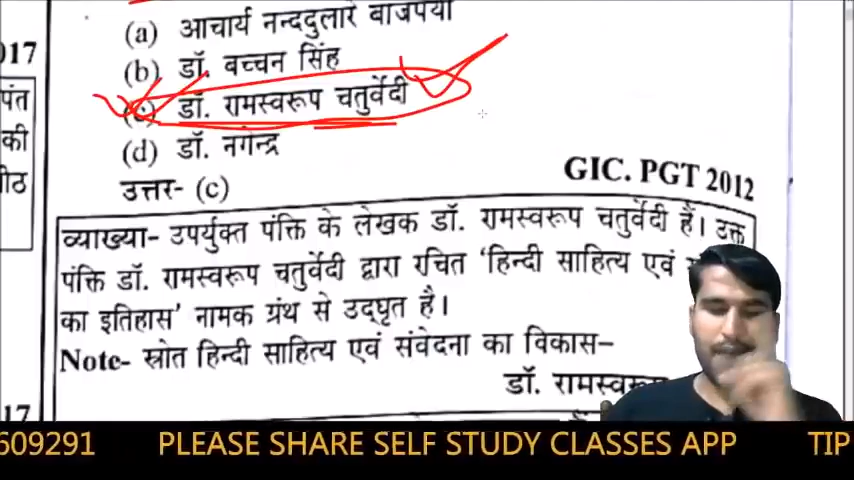 017
पंत
की
ठ
17
(a) आचार्य नन्ददुलारे बाजपेयी
(b) डॉ. बच्चन सिंह
(c) डॉ. रामस्वरूप चतुर्वेदी
(d) डॉ. नगेन्द्र
उत्तर- (c)
GIC. PGT 2012
व्याख्या- उपर्युक्त पंक्ति के लेखक डॉ. रामस्वरूप चतुर्वेदी हैं। उक्त
पंक्ति डॉ. रामस्वरूप चतुर्वेदी द्वारा रचित 'हिन्दी साहित्य एवं
का इतिहास' नामक ग्रंथ से उद्घृत है।
Note- स्रोत हिन्दी साहित्य एवं संवेदना का विकास–
डॉ. रामस्वरूप
609291 PLEASE SHARE SELF STUDY CLASSES APP TIP